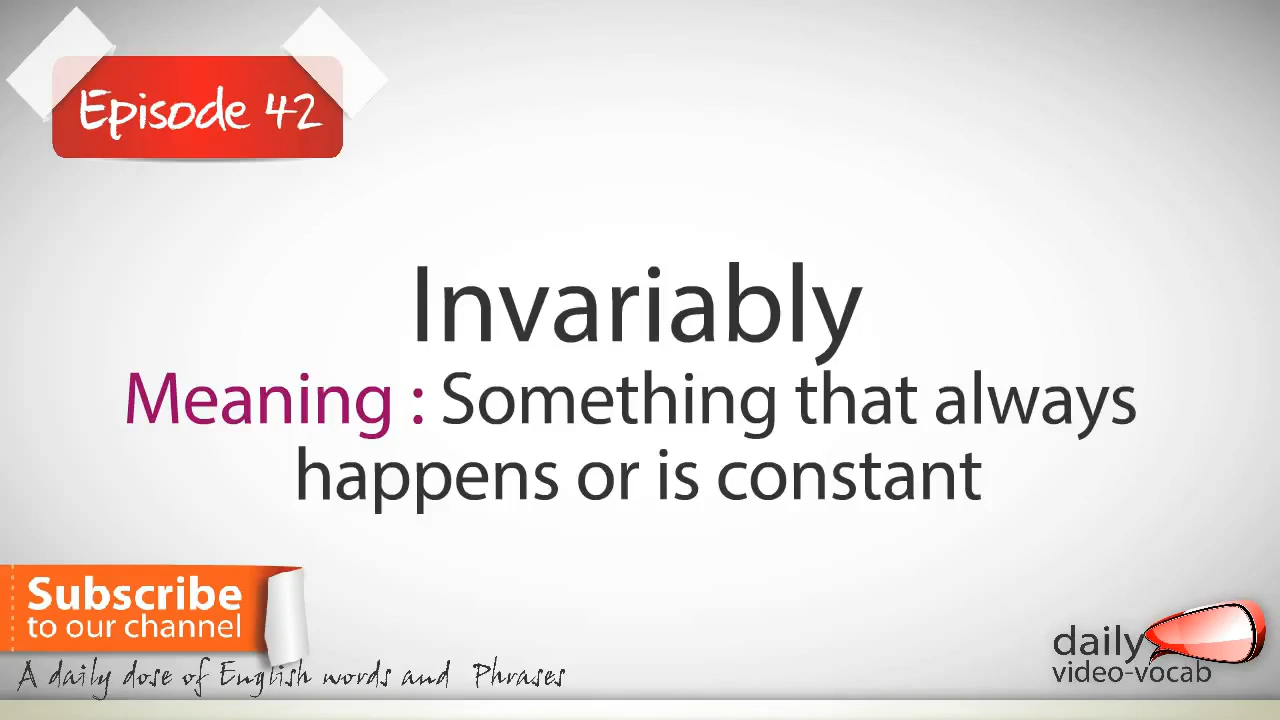 Episode 42
Invariably
Meaning : Something that always
happens or is constant
Subscribe
to our channel
A daily dose of English words and Phrases
daily
video-vocab